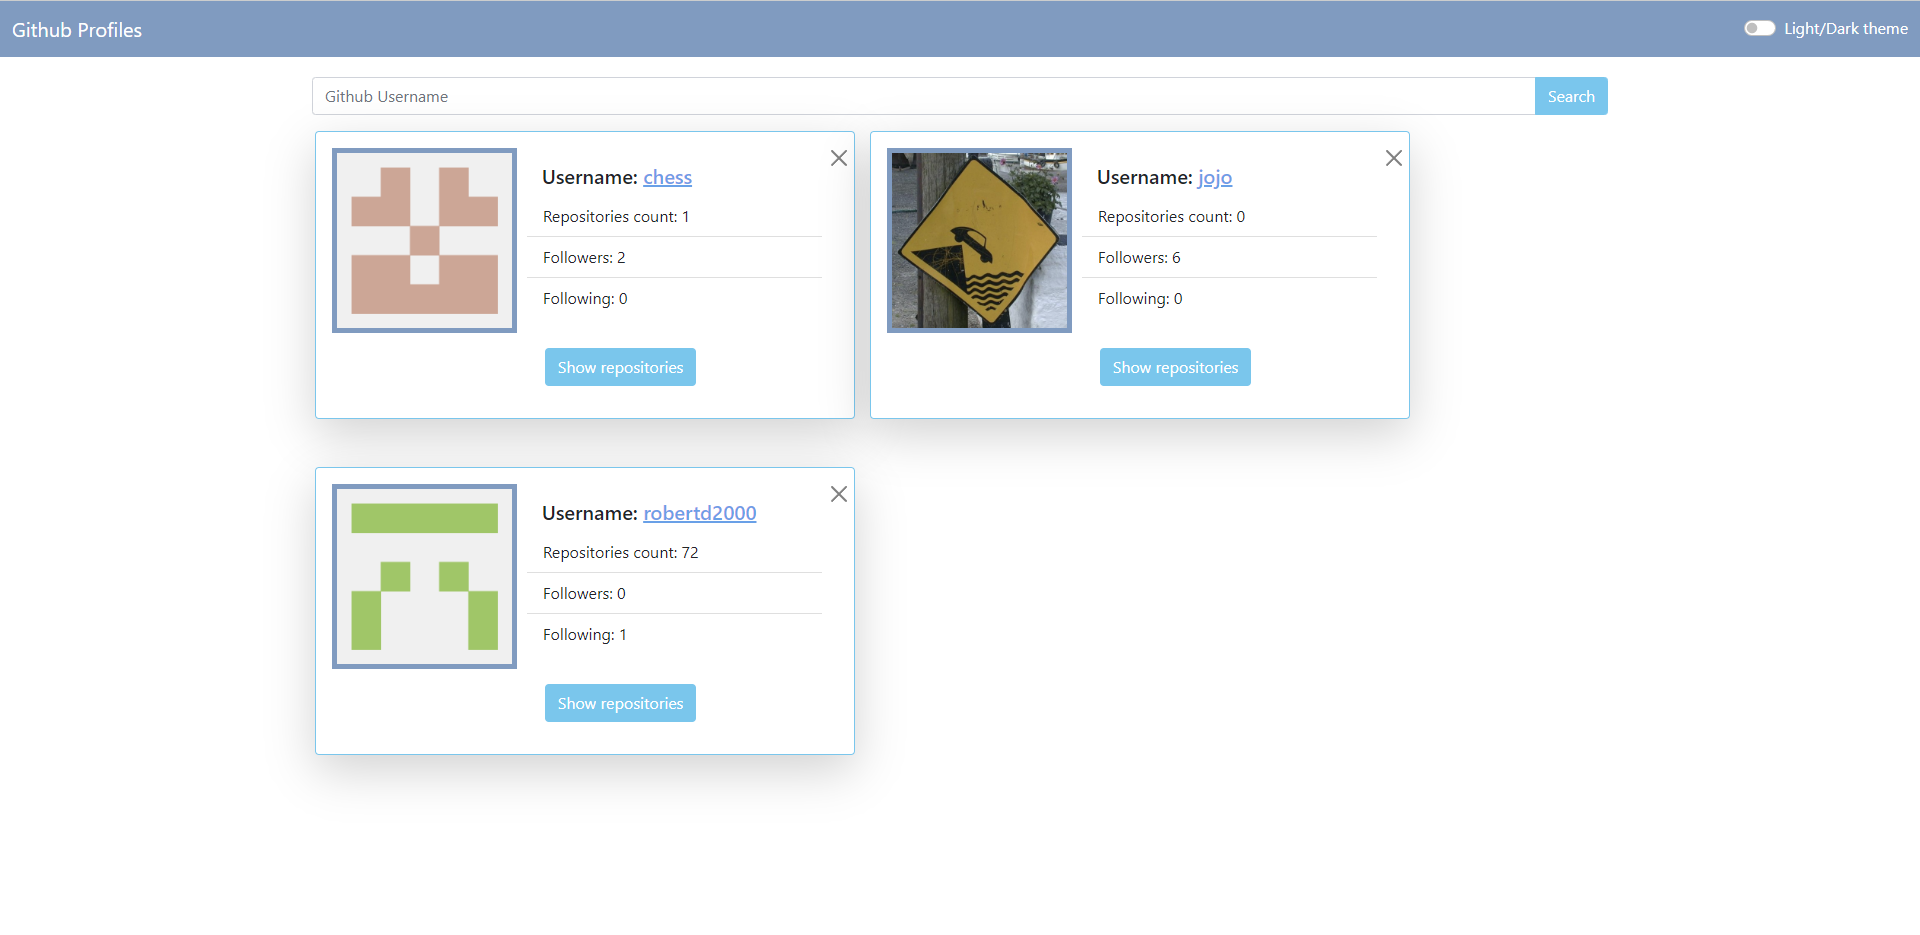 Github Profiles
Light/Dark theme
Github Username
Search
Username: chess
Repositories count: 1
Followers: 2
Following: 0
Show repositories
Username: jojo
Repositories count: 0
Followers: 6
Following: 0
Show repositories
Username: robertd2000
Repositories count: 72
Followers: 0
Following: 1
Show repositories